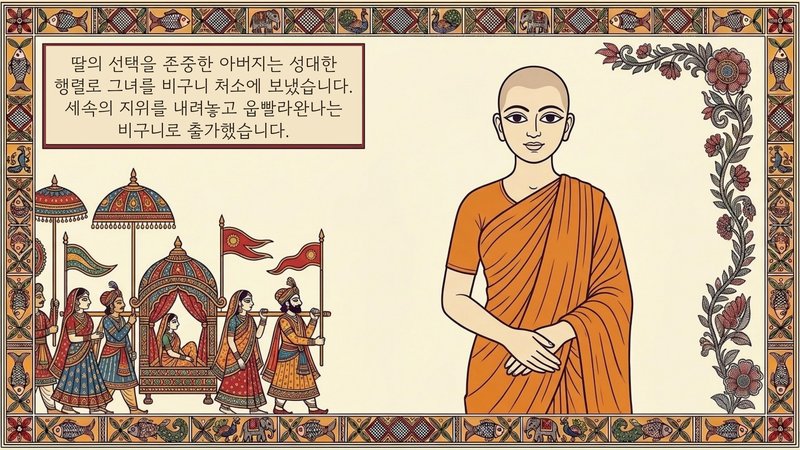 딸의 선택을 존중한 아버지는 성대한
행렬로 그녀를 비구니 처소에 보냈습니다.
세속의 지위를 내려놓고 웁빨라완나는
비구니로 출가했습니다.